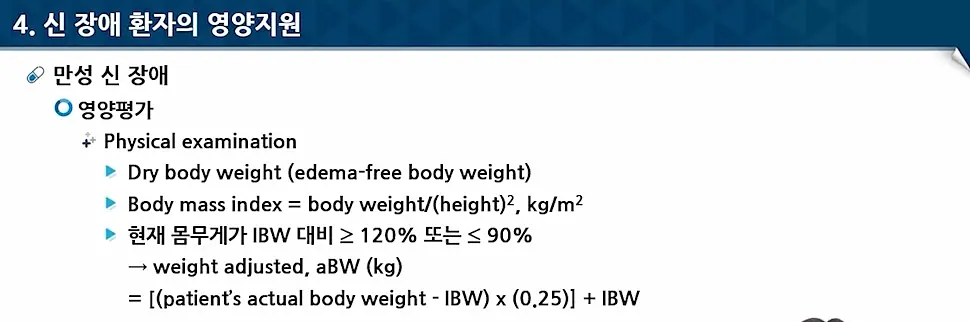 4. 신 장애 환자의 영양지원
만성 신 장애
영양평가
Physical examination
Dry body weight (edema-free body weight)
Body mass index = body weight/(height)², kg/m²
현재 몸무게가 IBW 대비 ≥ 120% 또는 ≤ 90%
→ weight adjusted, aBW (kg)
= [(patient's actual body weight - IBW) x (0.25)] + IBW